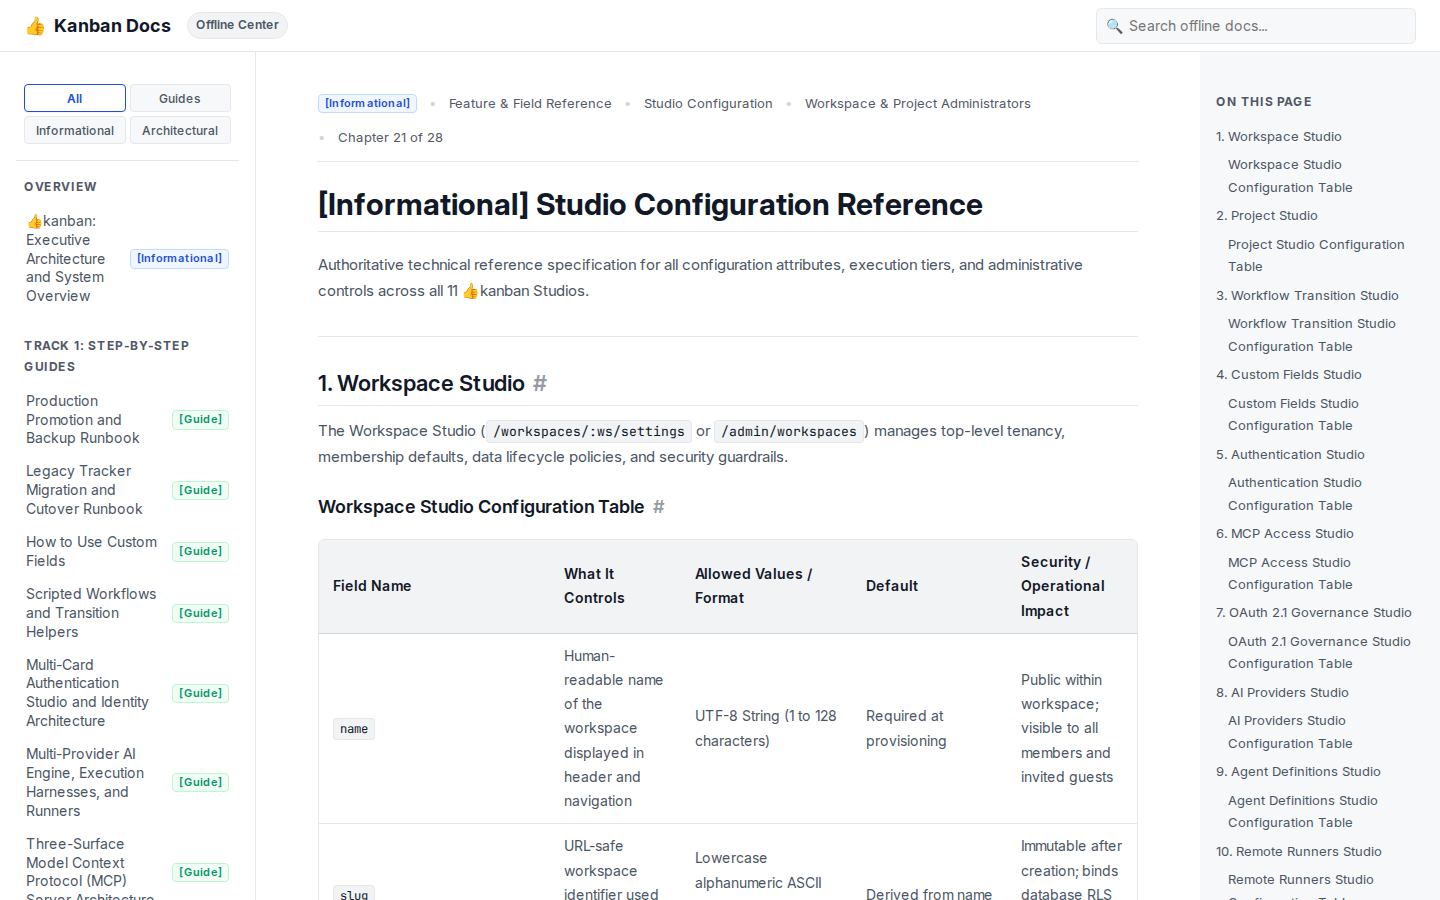 👍 Kanban Docs
Offline Center
🔍 Search offline docs...
All
Guides
Informational
Architectural
OVERVIEW
👍kanban:
Executive
Architecture
and System
Overview
[Informational]
TRACK 1: STEP-BY-STEP
GUIDES
Production
Promotion and
Backup Runbook
[Guide]
Legacy Tracker
Migration and
Cutover Runbook
[Guide]
How to Use Custom
Fields
[Guide]
Scripted Workflows
and Transition
Helpers
[Guide]
Multi-Card
Authentication
Studio and Identity
Architecture
[Guide]
Multi-Provider AI
Engine, Execution
Harnesses, and
Runners
[Guide]
Three-Surface
Model Context
Protocol (MCP)
Server Architecture
[Guide]
[Informational] • Feature & Field Reference • Studio Configuration • Workspace & Project Administrators
• Chapter 21 of 28
[Informational] Studio Configuration Reference
Authoritative technical reference specification for all configuration attributes, execution tiers, and administrative
controls across all 11 👍kanban Studios.
1. Workspace Studio #
The Workspace Studio ( /workspaces/:ws/settings or /admin/workspaces ) manages top-level tenancy,
membership defaults, data lifecycle policies, and security guardrails.
Workspace Studio Configuration Table #
Field Name
What It
Controls
Allowed Values /
Format
Default
Security /
Operational
Impact
name
Human-
readable name
of the
workspace
displayed in
header and
navigation
UTF-8 String (1 to 128
characters)
Required at
provisioning
Public within
workspace;
visible to all
members and
invited guests
slug
URL-safe
workspace
identifier used
Lowercase
alphanumeric ASCII
Derived from name
Immutable after
creation; binds
database RLS
ON THIS PAGE
1. Workspace Studio
Workspace Studio
Configuration Table
2. Project Studio
Project Studio Configuration
Table
3. Workflow Transition Studio
Workflow Transition Studio
Configuration Table
4. Custom Fields Studio
Custom Fields Studio
Configuration Table
5. Authentication Studio
Authentication Studio
Configuration Table
6. MCP Access Studio
MCP Access Studio
Configuration Table
7. OAuth 2.1 Governance Studio
OAuth 2.1 Governance Studio
Configuration Table
8. AI Providers Studio
AI Providers Studio
Configuration Table
9. Agent Definitions Studio
Agent Definitions Studio
Configuration Table
10. Remote Runners Studio
Remote Runners Studio